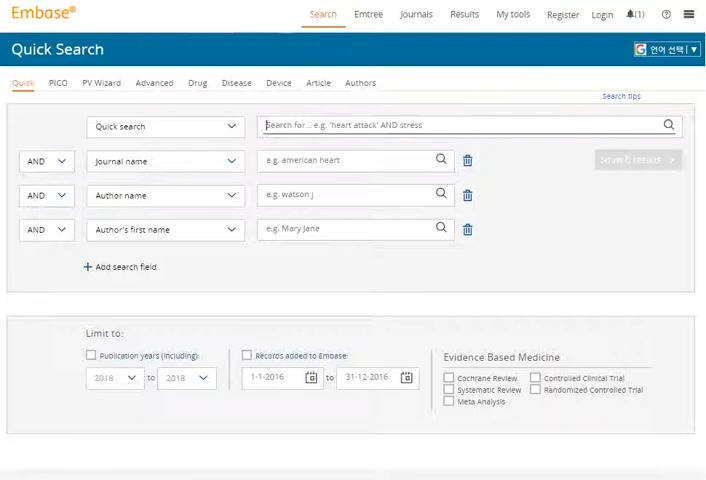 Embase®
Search Emtree Journals Results My tools Register Login (1)
Quick Search
언어 선택 ▼
Quick PICO PV Wizard Advanced Drug Disease Device Article Authors
Search tips
Quick search Search for... e.g. 'heart attack' AND stress
AND Journal name e.g. american heart
AND Author name e.g. watson j
AND Author's first name e.g. Mary Jane
+ Add search field
Limit to:
Publication years (including): Records added to Embase: Evidence Based Medicine
2018 to 2018 1-1-2016 to 31-12-2016
Cochrane Review Controlled Clinical Trial
Systematic Review Randomized Controlled Trial
Meta Analysis